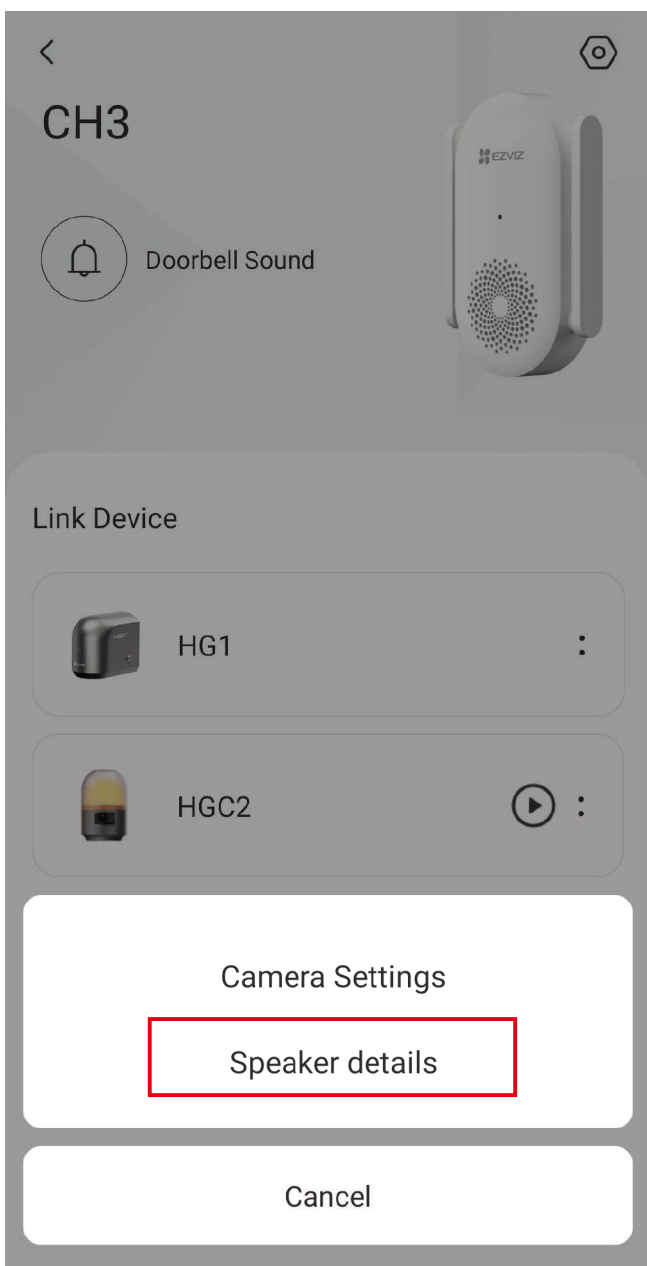 CH3
EZVIZ
Doorbell Sound
Link Device
HG1
HGC2
Camera Settings
Speaker details
Cancel